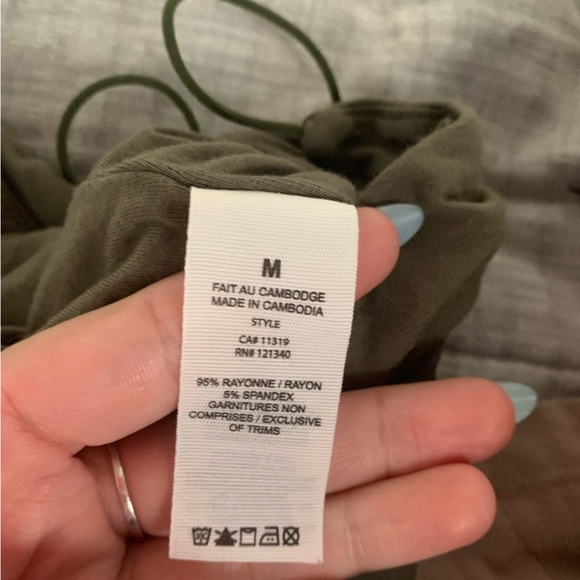 M
FAIT AU CAMBODGE
MADE IN CAMBODIA
STYLE
CA# 11319
RN# 121340
95% RAYONNE / RAYON
5% SPANDEX
GARNITURES NON
COMPRISES / EXCLUSIVE
OF TRIMS